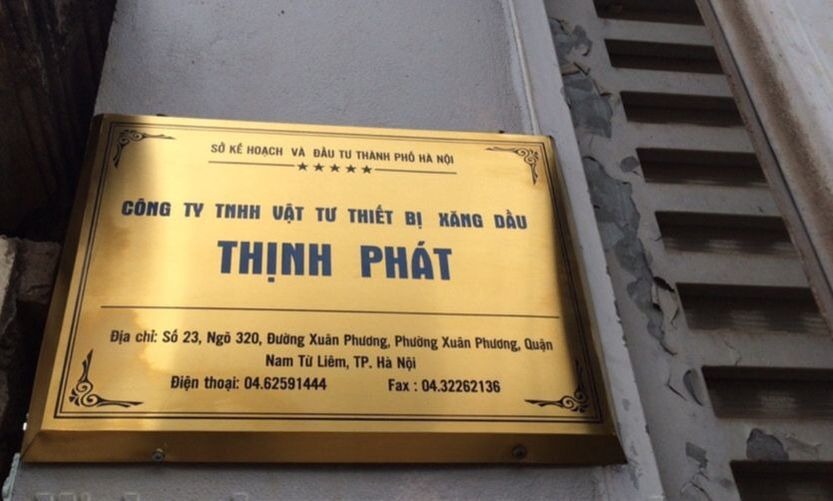 SỞ KẾ HOẠCH VÀ ĐẦU TƯ THÀNH PHỐ HÀ NỘI
CÔNG TY TNHH VẬT TƯ THIẾT BỊ XĂNG DẦU
THỊNH PHÁT
Địa chỉ: Số 23, Ngõ 320, Đường Xuân Phương, Phường Xuân Phương, Quận
Nam Từ Liêm, TP. Hà Nội
Điện thoại: 04.62591444 Fax : 04.32262136